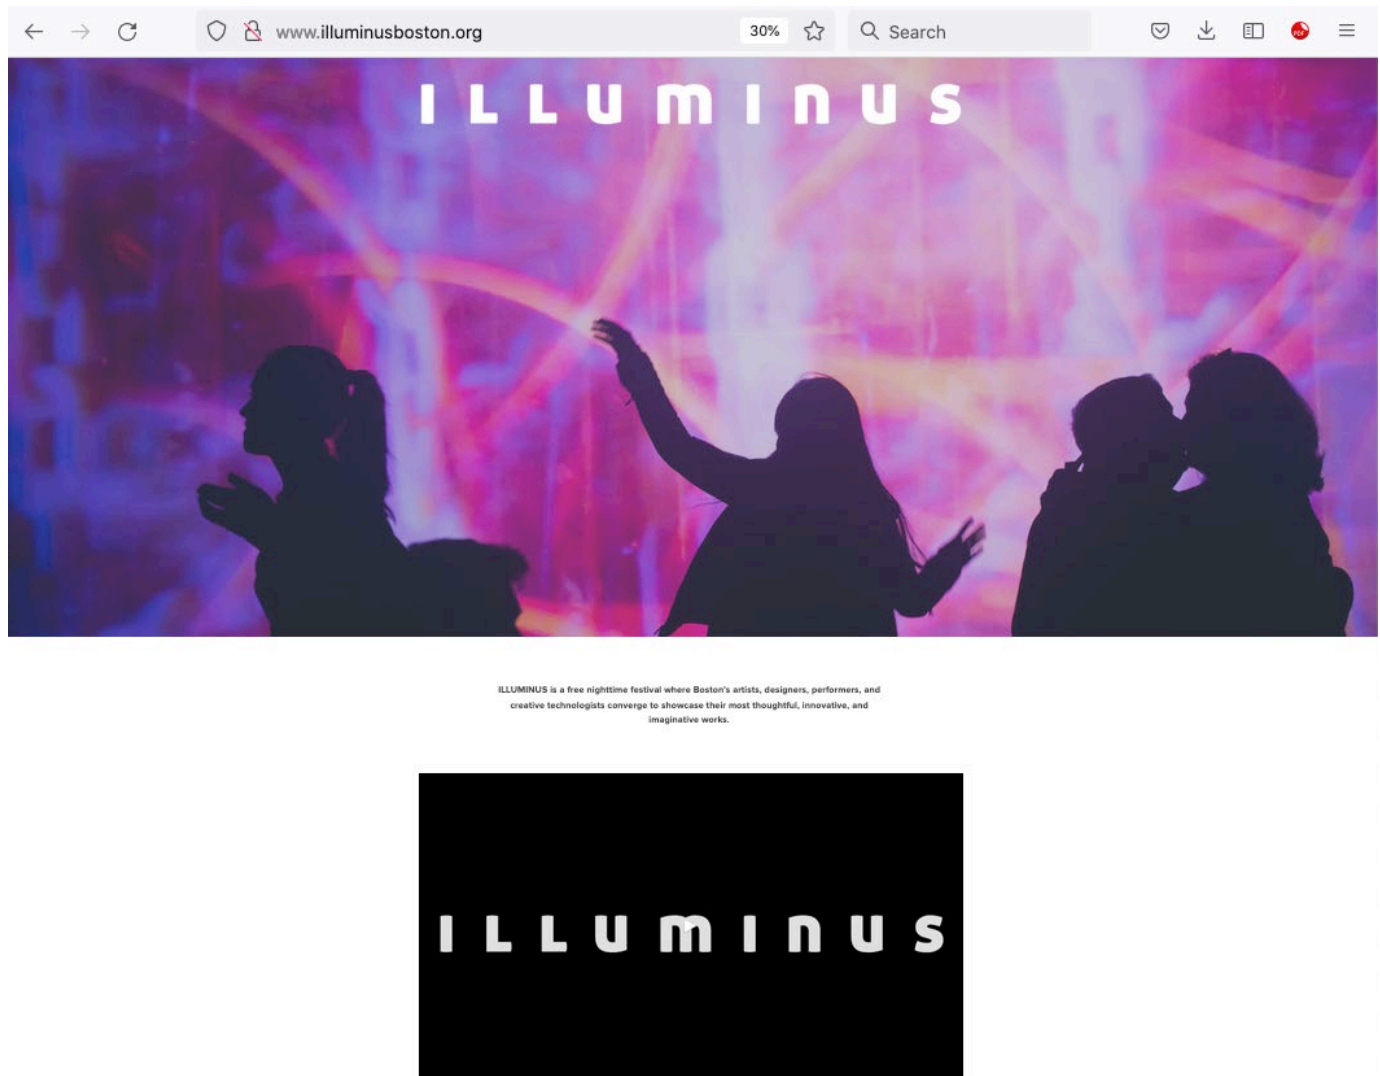 www.illuminusboston.org
30%
Search
ILLUMINUS
ILLUMINUS is a free nighttime festival where Boston's artists, designers, performers, and
creative technologists converge to showcase their most thoughtful, innovative, and
imaginative works.
ILLUMINUS